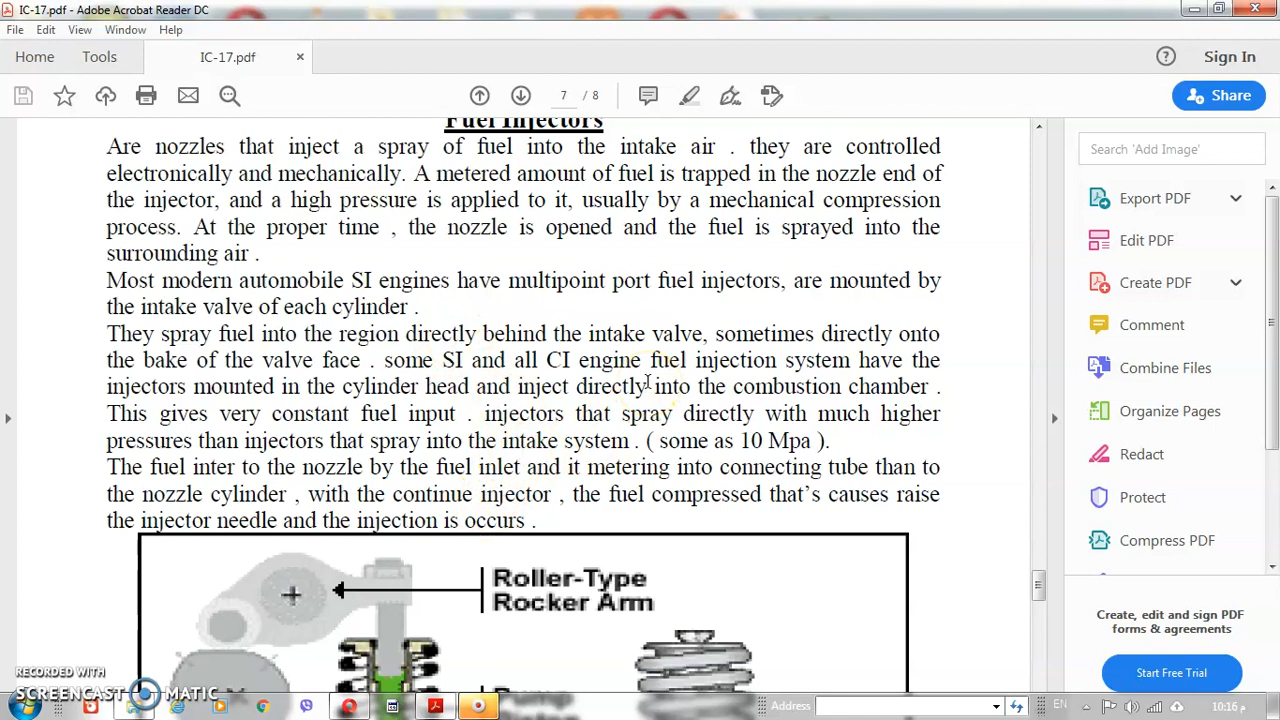 IC-17.pdf - Adobe Acrobat Reader DC
File Edit View Window Help
Home Tools IC-17.pdf × Sign In
7 / 8 Share
Fuel Injectors
Are nozzles that inject a spray of fuel into the intake air . they are controlled
electronically and mechanically. A metered amount of fuel is trapped in the nozzle end of
the injector, and a high pressure is applied to it, usually by a mechanical compression
process. At the proper time , the nozzle is opened and the fuel is sprayed into the
surrounding air .
Most modern automobile SI engines have multipoint port fuel injectors, are mounted by
the intake valve of each cylinder .
They spray fuel into the region directly behind the intake valve, sometimes directly onto
the bake of the valve face . some SI and all CI engine fuel injection system have the
injectors mounted in the cylinder head and inject directly into the combustion chamber .
This gives very constant fuel input . injectors that spray directly with much higher
pressures than injectors that spray into the intake system . ( some as 10 Mpa ).
The fuel inter to the nozzle by the fuel inlet and it metering into connecting tube than to
the nozzle cylinder , with the continue injector , the fuel compressed that's causes raise
the injector needle and the injection is occurs .
Roller-Type
Rocker Arm
Pump
Search 'Add Image'
Export PDF
Edit PDF
Create PDF
Comment
Combine Files
Organize Pages
Redact
Protect
Compress PDF
Create, edit and sign PDF
forms & agreements
Start Free Trial
RECORDED WITH
SCREENCAST MATIC
Address
EN
10:16 م